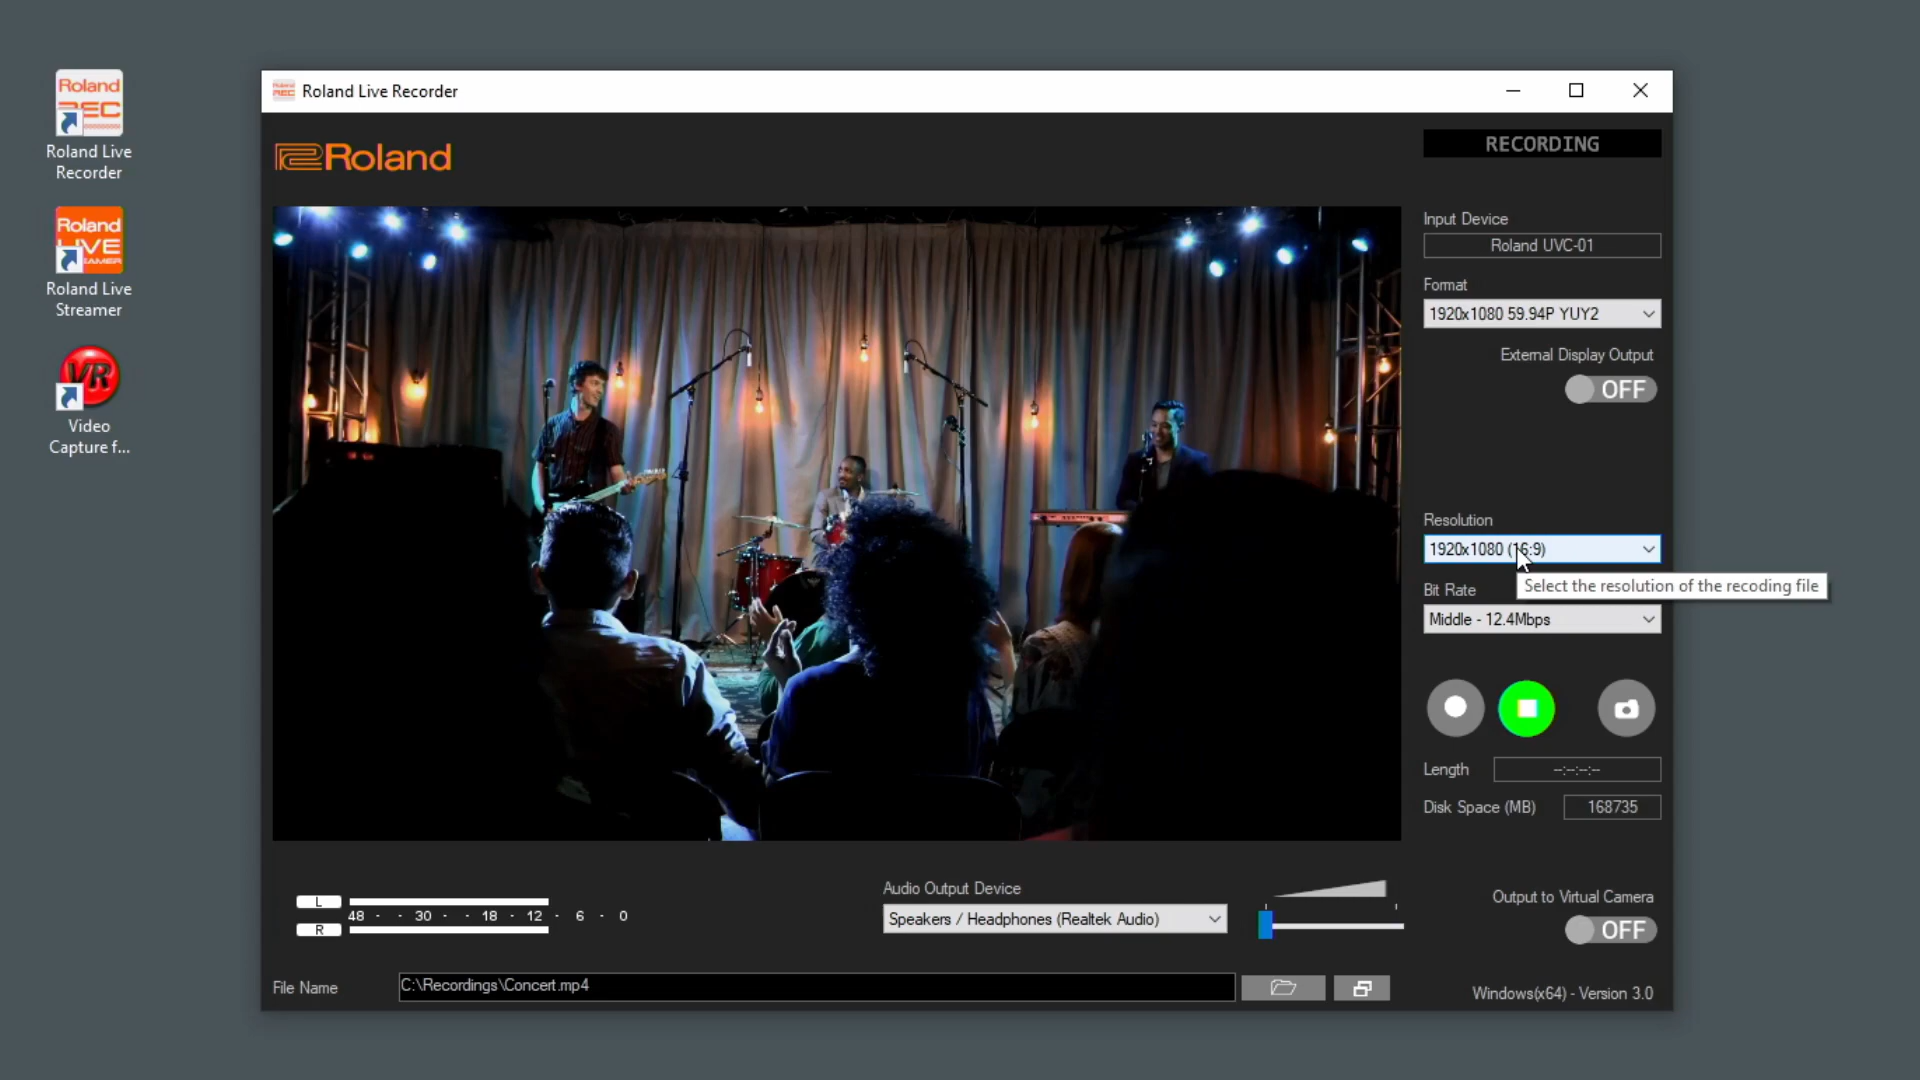 Roland
REC
Roland Live
Recorder
Roland
LIVE
Roland Live
Streamer
VR
Video
Capture f...
Roland Live Recorder
Roland
RECORDING
Input Device
Roland UVC-01
Format
1920x1080 59.94P YUY2
External Display Output
OFF
Resolution
1920x1080 (16:9)
Select the resolution of the recoding file
Bit Rate
Middle - 12.4Mbps
Length
--:--:--:--
Disk Space (MB)
168735
L
48 - - 30 - - 18 - 12 - 6 - 0
R
Audio Output Device
Speakers / Headphones (Realtek Audio)
Output to Virtual Camera
OFF
File Name
C:\Recordings\Concert.mp4
Windows(x64) - Version 3.0